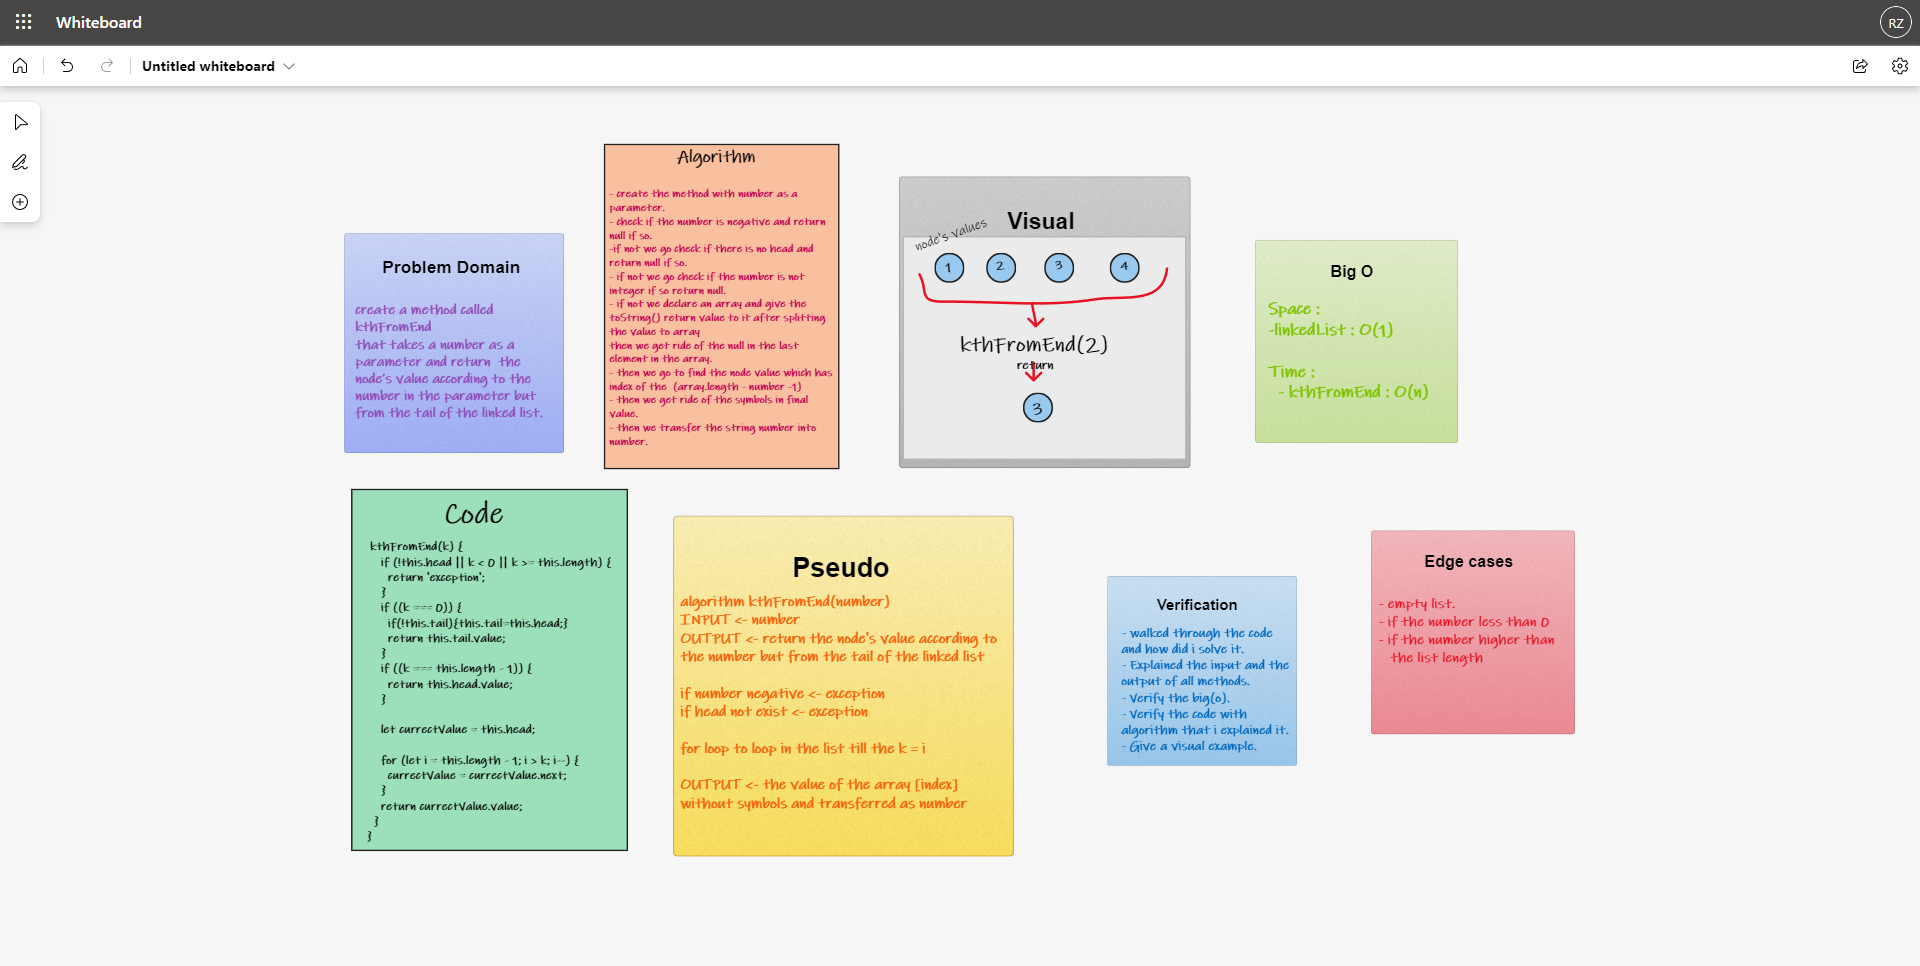 Whiteboard
RZ
Untitled whiteboard
Problem Domain
create a method called
kthFromEnd
that takes a number as a
parameter and return the
node's value according to the
number in the parameter but
from the tail of the linked list.
Algorithm
- create the method with number as a
parameter.
- check if the number is negative and return
null if so.
-if not we go check if there is no head and
return null if so.
- if not we go check if the number is not
integer if so return null.
- if not we declare an array and give the
toString() return value to it after splitting
the value to array
then we get ride of the null in the last
element in the array.
- then we go to find the node value which has
index of the (array.length - number -1)
- then we get ride of the symbols in final
value.
- then we transfer the string number into
number.
Visual
node's values
1 2 3 4
kthFromEnd(2)
return
3
Big O
Space :
-linkedList : O(1)
Time :
- kthFromEnd : O(n)
Code
kthFromEnd(k) {
if (!this.head || k < 0 || k >= this.length) {
return 'exception';
}
if ((k === 0)) {
if(!this.tail){this.tail=this.head;}
return this.tail.value;
}
if ((k === this.length - 1)) {
return this.head.value;
}
let currectValue = this.head;
for (let i = this.length - 1; i > k; i--) {
currectValue = currectValue.next;
}
return currectValue.value;
}
}
Pseudo
algorithm kthFromEnd(number)
INPUT <- number
OUTPUT <- return the node's value according to
the number but from the tail of the linked list
if number negative <- exception
if head not exist <- exception
for loop to loop in the list till the k = i
OUTPUT <- the value of the array [index]
without symbols and transferred as number
Verification
- walked through the code
and how did i solve it.
- Explained the input and the
output of all methods.
- Verify the big(o).
- Verify the code with
algorithm that i explained it.
- Give a visual example.
Edge cases
- empty list.
- if the number less than 0
- if the number higher than
the list length